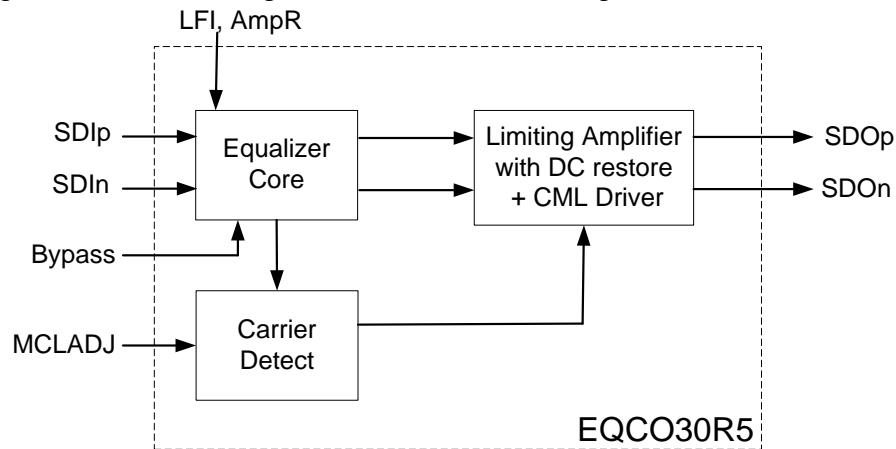 LFI, AmpR
SDIp
SDIn
Bypass
MCLADJ
Equalizer
Core
Limiting Amplifier
with DC restore
+ CML Driver
SDOp
SDOn
Carrier
Detect
EQCO30R5